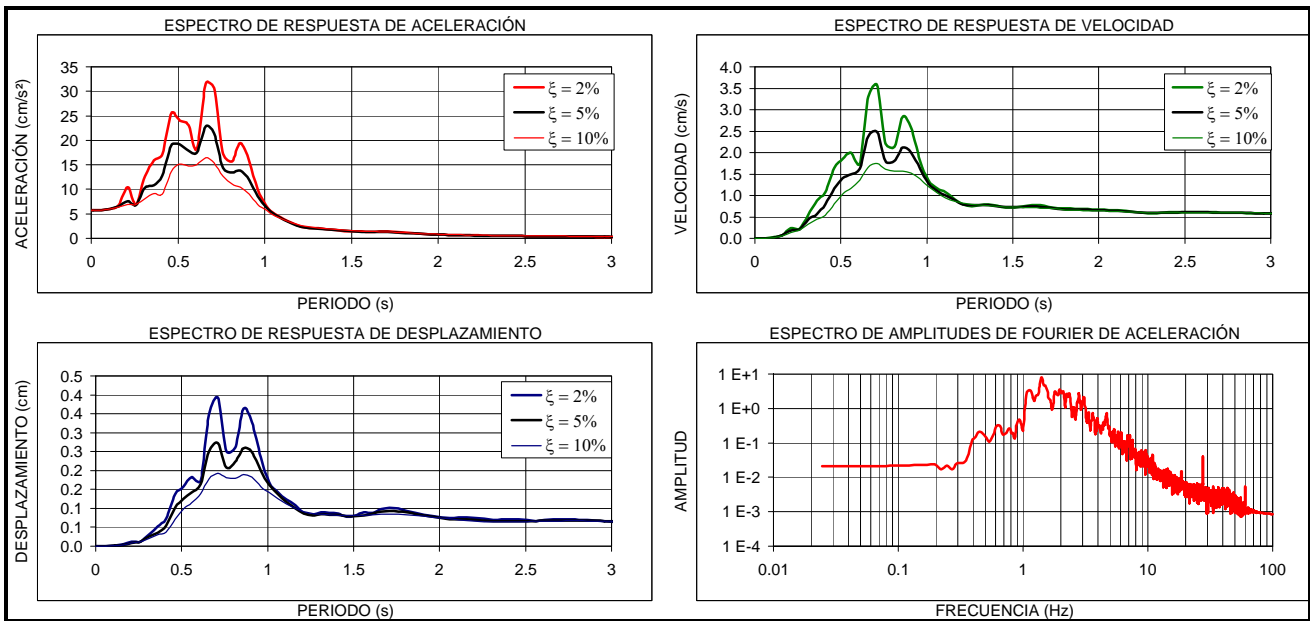 ESPECTRO DE RESPUESTA DE ACELERACIÓN
ACELERACIÓN (cm/s²)
35
30
25
20
15
10
5
0
ξ = 2%
ξ = 5%
ξ = 10%
0 0.5 1 1.5 2 2.5 3
PERIODO (s)
ESPECTRO DE RESPUESTA DE VELOCIDAD
VELOCIDAD (cm/s)
4.0
3.5
3.0
2.5
2.0
1.5
1.0
0.5
0.0
ξ = 2%
ξ = 5%
ξ = 10%
0 0.5 1 1.5 2 2.5 3
PERIODO (s)
ESPECTRO DE RESPUESTA DE DESPLAZAMIENTO
DESPLAZAMIENTO (cm)
0.5
0.4
0.4
0.3
0.3
0.2
0.2
0.1
0.1
0.0
ξ = 2%
ξ = 5%
ξ = 10%
0 0.5 1 1.5 2 2.5 3
PERIODO (s)
ESPECTRO DE AMPLITUDES DE FOURIER DE ACELERACIÓN
AMPLITUD
1 E+1
1 E+0
1 E-1
1 E-2
1 E-3
1 E-4
0.01 0.1 1 10 100
FRECUENCIA (Hz)